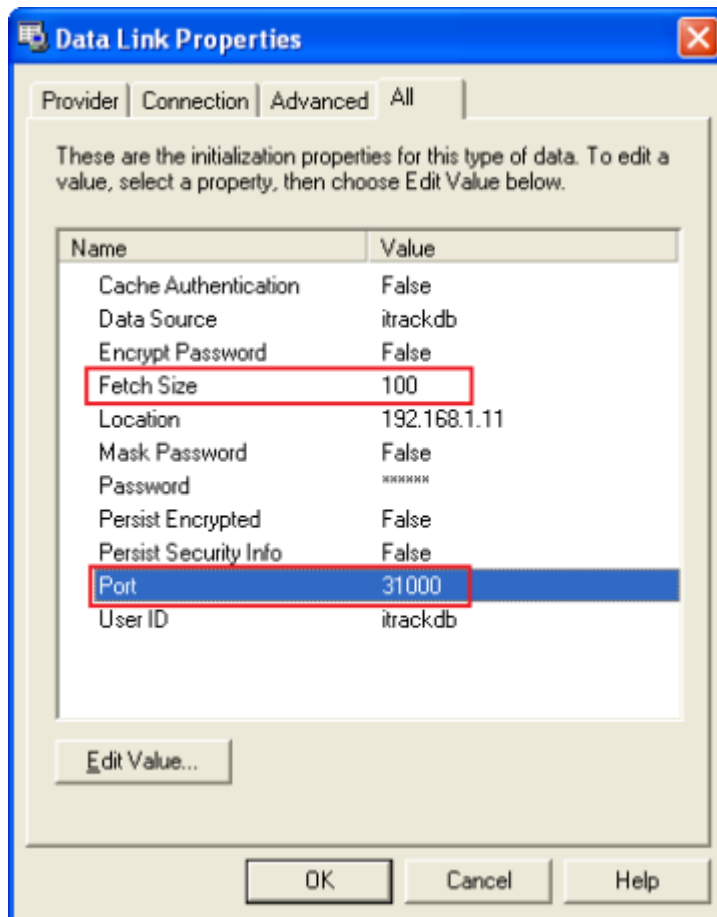 Data Link Properties
Provider Connection Advanced All
These are the initialization properties for this type of data. To edit a
value, select a property, then choose Edit Value below.
Name Value
Cache Authentication False
Data Source itrackdb
Encrypt Password False
Fetch Size 100
Location 192.168.1.11
Mask Password False
Password ******
Persist Encrypted False
Persist Security Info False
Port 31000
User ID itrackdb
Edit Value...
OK Cancel Help